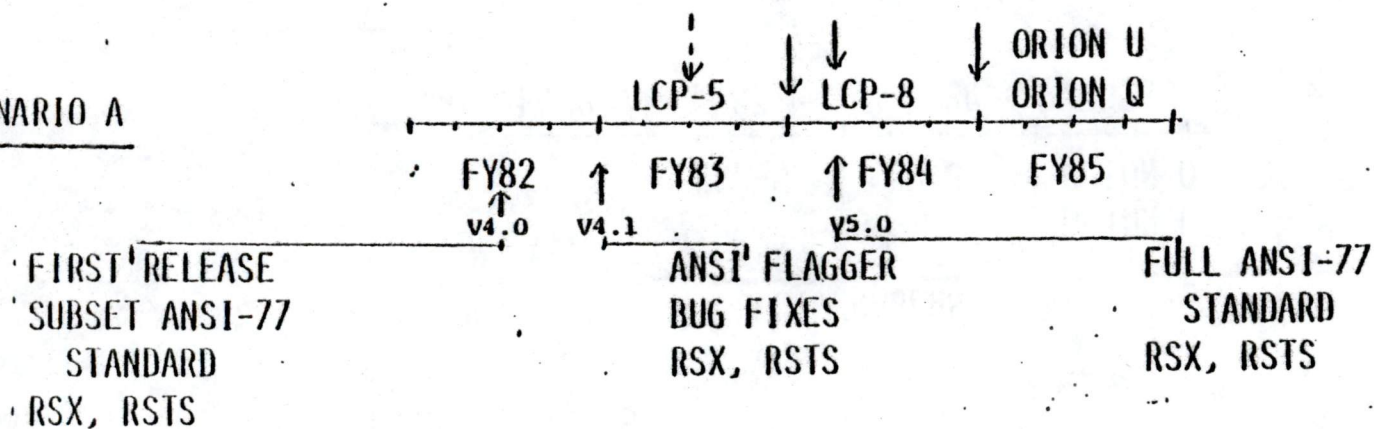 ORION U
LCP-5 LCP-8 ORION Q
NARIO A
FY82 FY83 FY84 FY85
V4.0 V4.1 V5.0
FIRST RELEASE ANSI FLAGGER FULL ANSI-77
SUBSET ANSI-77 BUG FIXES STANDARD
STANDARD RSX, RSTS RSX, RSTS
RSX, RSTS